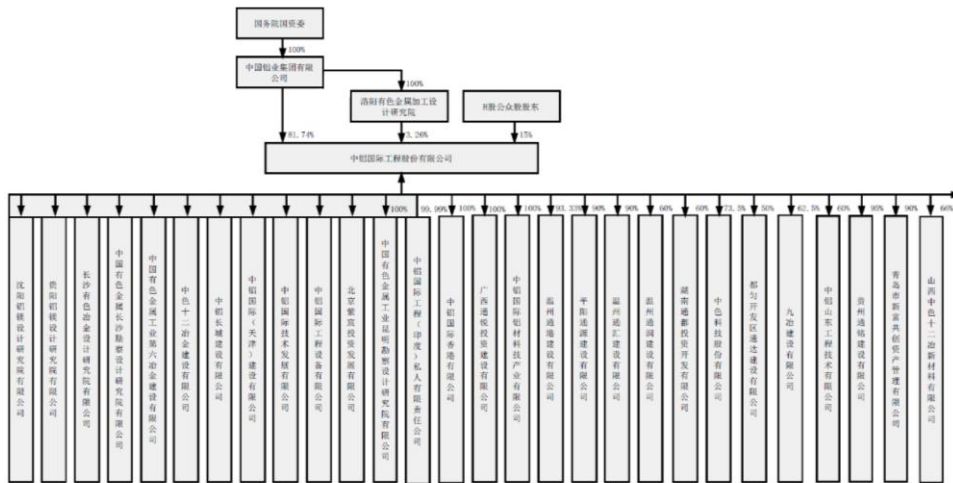 国务院国资委
100%
中国铝业集团有限
公司
100%
洛阳有色金属加工设
计研究院
H股公众股股东
81.74%
3.26%
15%
中铝国际工程股份有限公司
100%
99.99%
100%
100%
100%
93.33%
90%
90%
60%
60%
73.5%
50%
62.5%
60%
95%
90%
66%
沈阳铝镁设计研究院有限公司
贵阳铝镁设计研究院有限公司
长沙有色冶金设计研究院有限公司
中国有色金属长沙勘察设计研究院有限公司
中国有色金属工业第六冶金建设有限公司
中色十二冶金建设有限公司
中铝长城建设有限公司
中铝国际（天津）建设有限公司
中铝国际技术发展有限公司
中铝国际工程设备有限公司
北京紫宸投资发展有限公司
中国有色金属工业昆明勘察设计研究院有限公司
中铝国际工程（印度）私人有限责任公司
中铝国际香港有限公司
广西通锐投资建设有限公司
中铝国际铝材科技产业有限公司
温州通港建设有限公司
平阳通源建设有限公司
温州通汇建设有限公司
温州通润建设有限公司
湖南通都投资开发有限公司
中色科技股份有限公司
都匀开发区通达建设有限公司
九冶建设有限公司
中铝山东工程技术有限公司
贵州通铭建设有限公司
青岛市新富共创资产管理有限公司
山西中色十二冶新材料有限公司